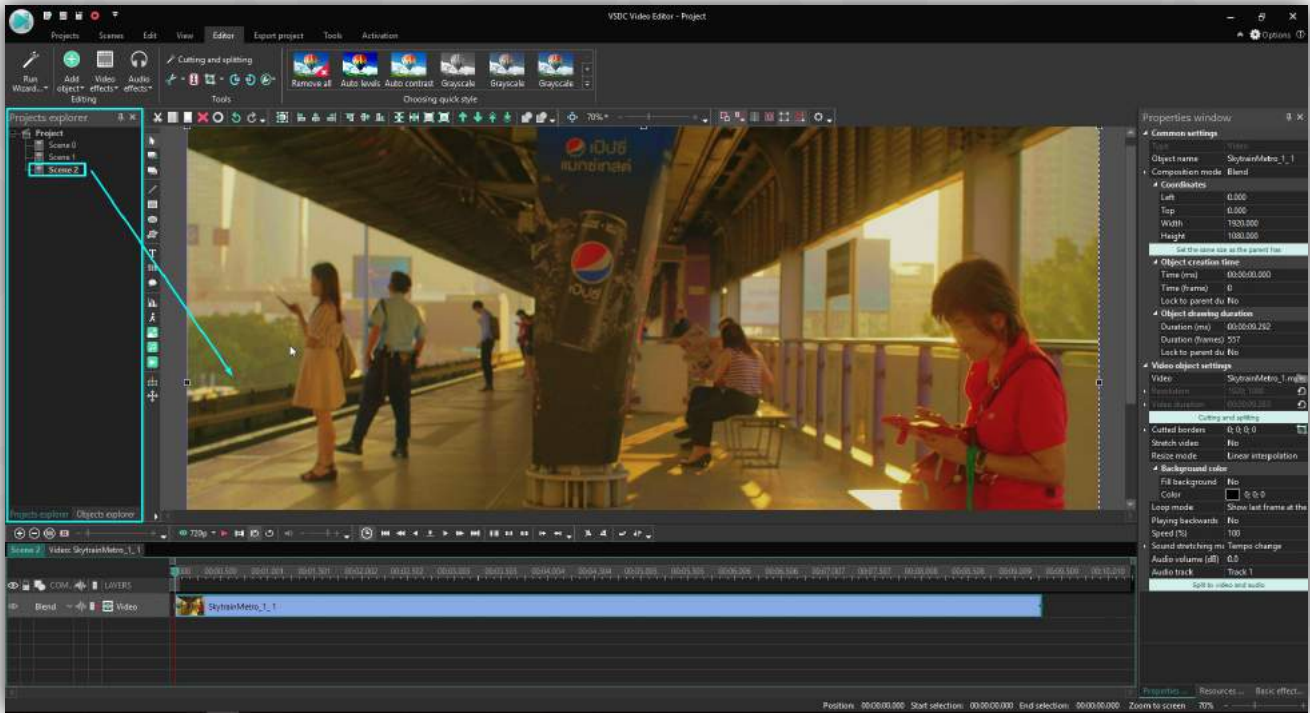 VSDC Video Editor - Project
Projects Scenes Edit View Editor Export project Tools Activation
Options
Run Wizard...
Add object
Video effects
Audio effects
Cutting and splitting
Remove all Auto levels Auto contrast Grayscale Grayscale Grayscale
Editing Tools Choosing quick style
Projects explorer
Project
Scene 0
Scene 1
Scene 2
Projects explorer Objects explorer
70%
เป๊ปซี่
Properties window
Common settings
Type Video
Object name SkytrainMetro_1_1
Composition mode Blend
Coordinates
Left 0.000
Top 0.000
Width 1920.000
Height 1080.000
Set the same size as the parent has
Object creation time
Time (ms) 00:00:00.000
Time (frame) 0
Lock to parent du No
Object drawing duration
Duration (ms) 00:00:09.292
Duration (frames) 557
Lock to parent du No
Video object settings
Video SkytrainMetro_1.mp
Resolution
Video duration
Cutting and splitting
Cutted borders 0; 0; 0; 0
Stretch video No
Resize mode Linear interpolation
Background color
Fill background No
Color 0; 0; 0
Loop mode Show last frame at the
Playing backwards No
Speed (%) 100
Sound stretching mo Tempo change
Audio volume (dB) 0.0
Audio track Track 1
Split to video and audio
Properties ... Resources ... Basic effect...
720p
Scene 2 Video: SkytrainMetro_1_1
COM... LAYERS
Blend Video
SkytrainMetro_1_1
Position: 00:00:00.000 Start selection: 00:00:00.000 End selection: 00:00:00.000 Zoom to screen 70%